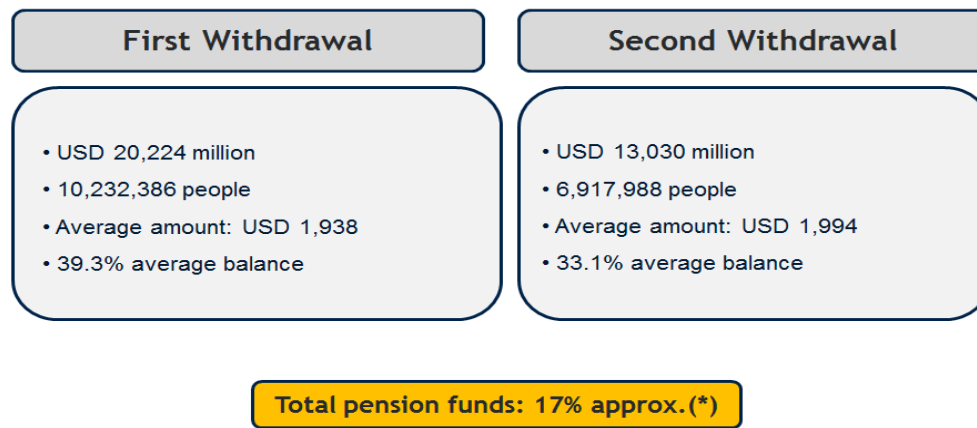 First Withdrawal
• USD 20,224 million
• 10,232,386 people
• Average amount: USD 1,938
• 39.3% average balance
Second Withdrawal
• USD 13,030 million
• 6,917,988 people
• Average amount: USD 1,994
• 33.1% average balance
Total pension funds: 17% approx.(*)